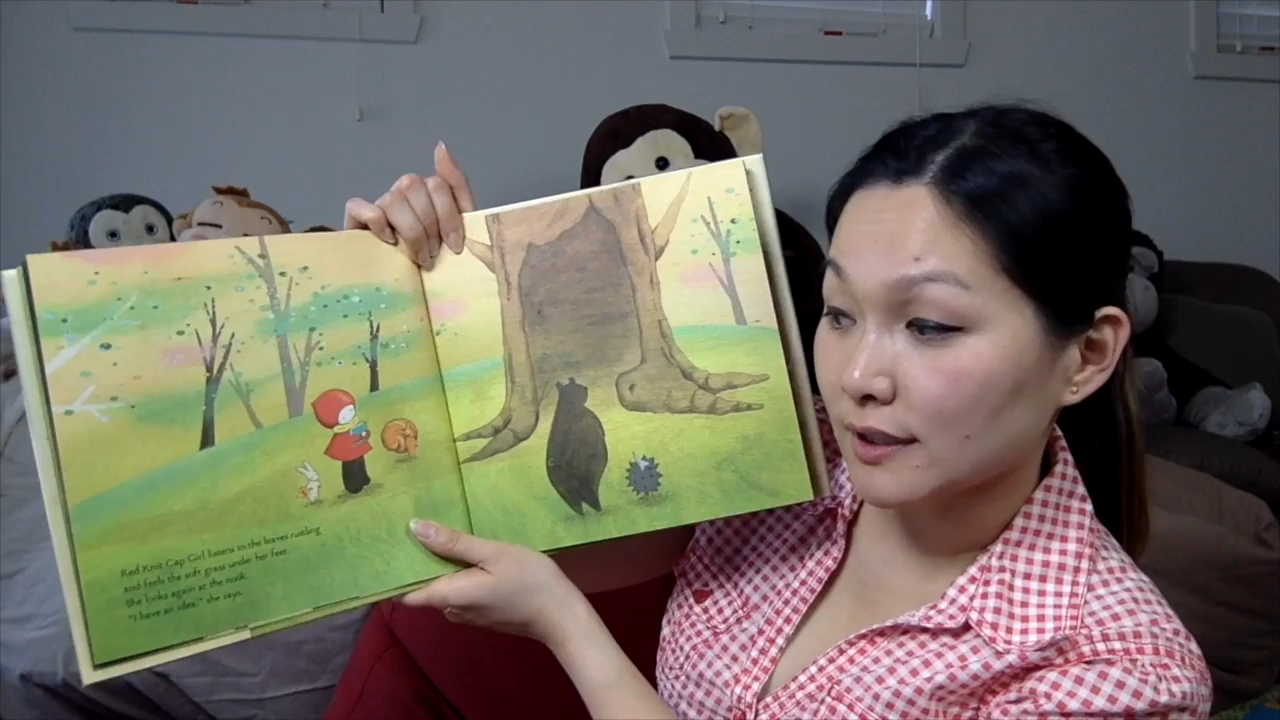 Red Knit Cap Girl listens to the leaves rustling
and feels the soft grass under her feet.
She looks again at the nook.
"I have an idea," she says.